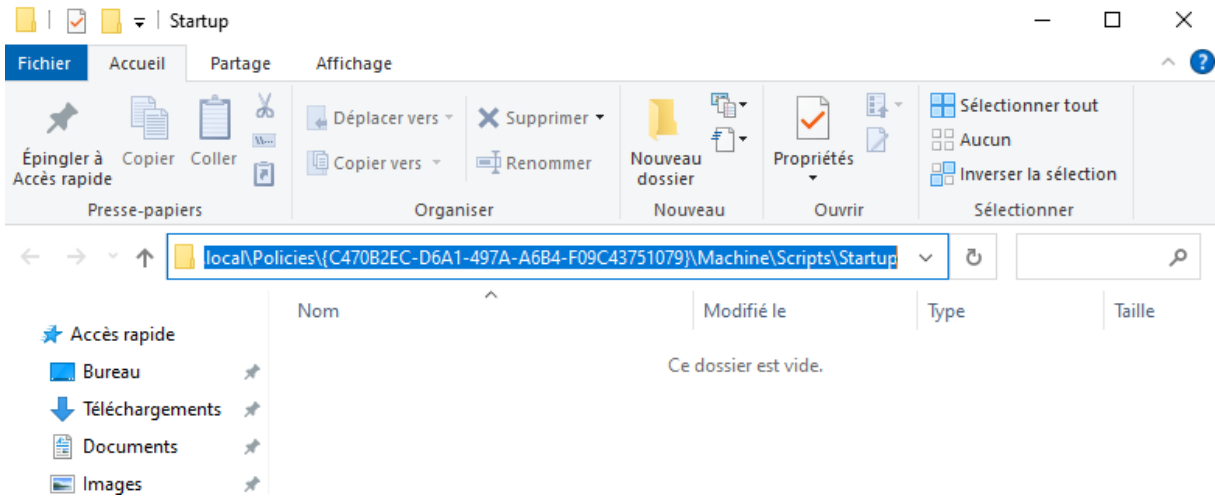 Startup
Fichier Accueil Partage Affichage
Épingler à
Accès rapide
Copier
Coller
Presse-papiers
Déplacer vers
Copier vers
Supprimer
Renommer
Organiser
Nouveau
dossier
Nouveau
Propriétés
Ouvrir
Sélectionner tout
Aucun
Inverser la sélection
Sélectionner
.local\Policies\{C470B2EC-D6A1-497A-A6B4-F09C43751079}\Machine\Scripts\Startup
Nom Modifié le Type Taille
Ce dossier est vide.
Accès rapide
Bureau
Téléchargements
Documents
Images